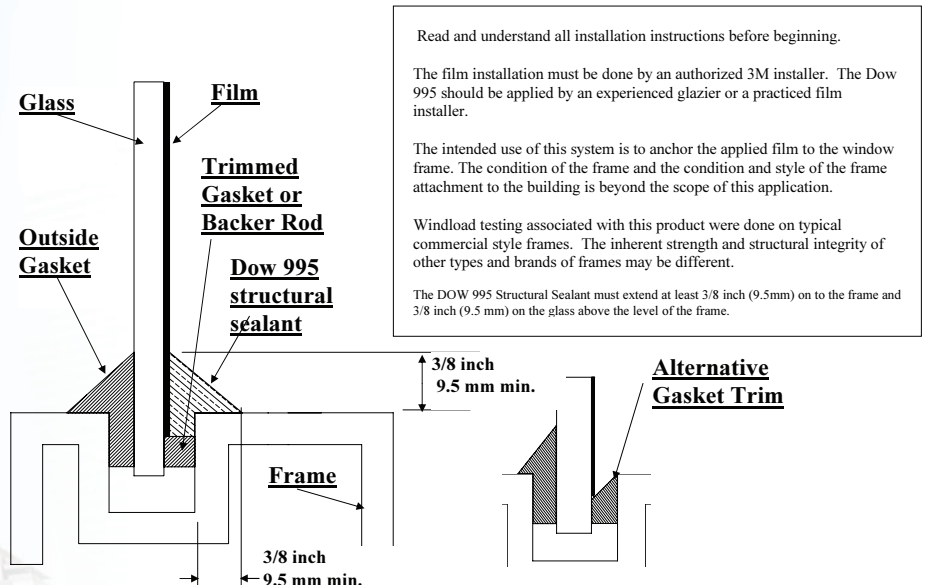 Read and understand all installation instructions before beginning.
The film installation must be done by an authorized 3M installer. The Dow
995 should be applied by an experienced glazier or a practiced film
installer.
The intended use of this system is to anchor the applied film to the window
frame. The condition of the frame and the condition and style of the frame
attachment to the building is beyond the scope of this application.
Windload testing associated with this product were done on typical
commercial style frames. The inherent strength and structural integrity of
other types and brands of frames may be different.
The DOW 995 Structural Sealant must extend at least 3/8 inch (9.5mm) on to the frame and
3/8 inch (9.5 mm) on the glass above the level of the frame.
Glass
Film
Trimmed
Gasket or
Backer Rod
Outside
Gasket
Dow 995
structural
sealant
3/8 inch
9.5 mm min.
Alternative
Gasket Trim
Frame
3/8 inch
9.5 mm min.